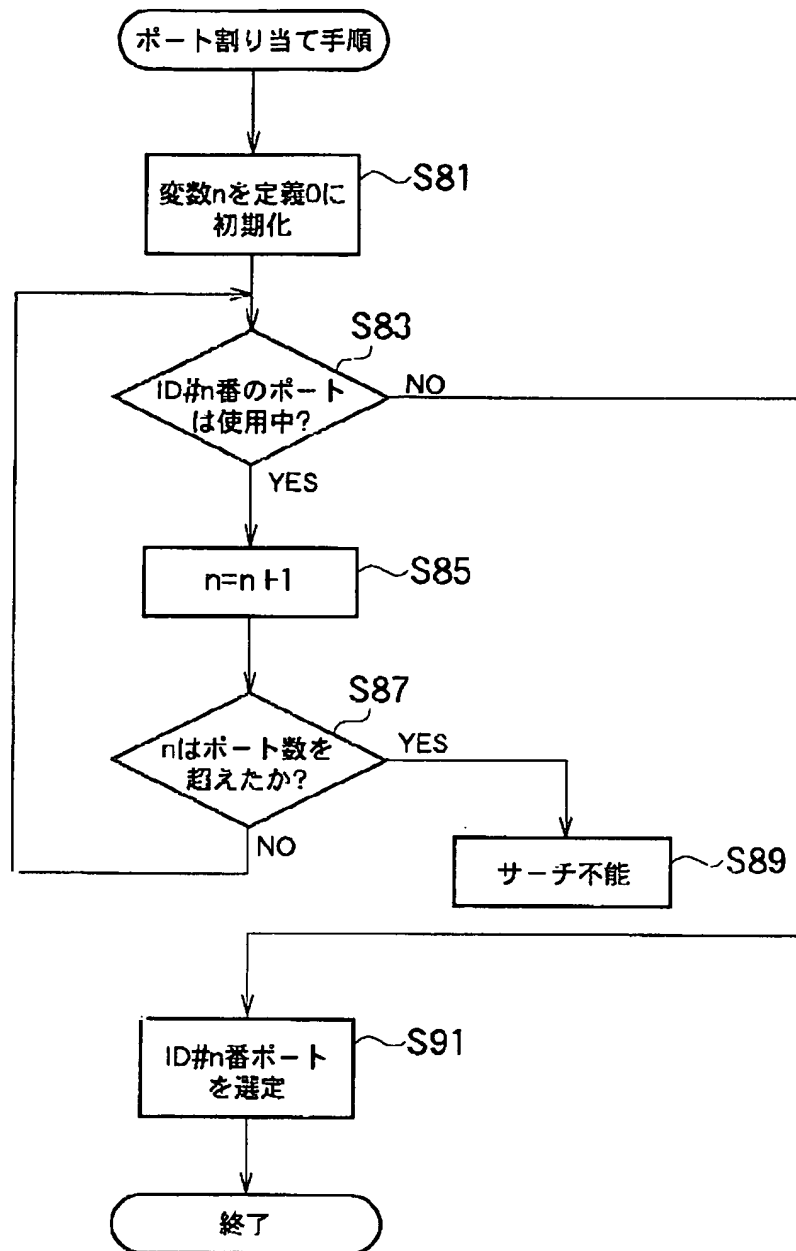 ポート割り当て手順
S81
変数nを定義0に
初期化
S83
ID#n番のポート
は使用中?
NO
YES
n=n+1
S85
S87
nはポート数を
超えたか?
YES
NO
サーチ不能
S89
ID#n番ポート
を選定
S91
終了